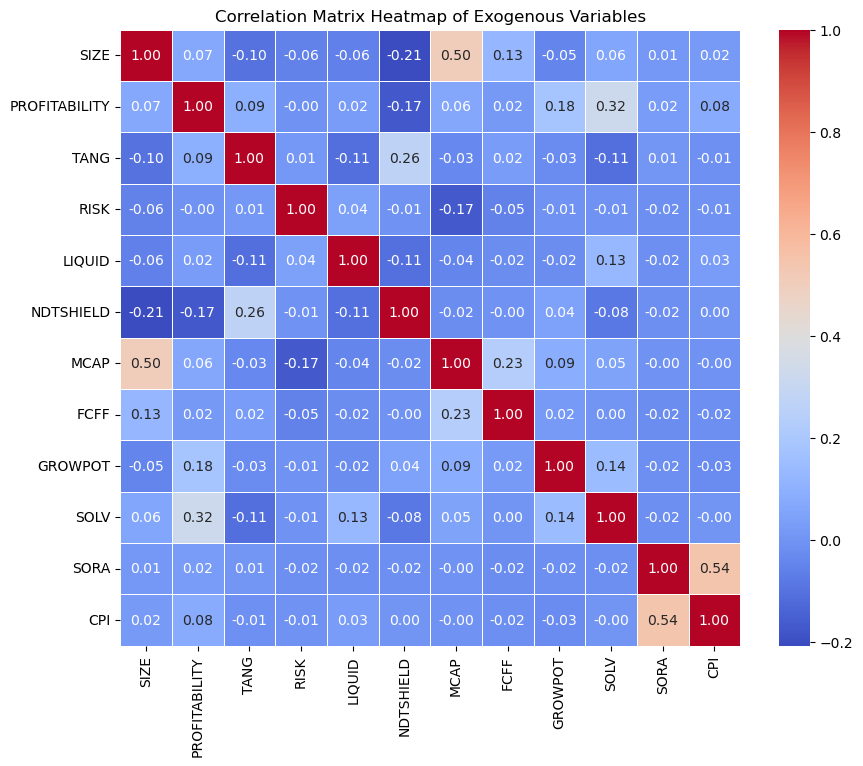 Correlation Matrix Heatmap of Exogenous Variables
SIZE 1.00 0.07 -0.10 -0.06 -0.06 -0.21 0.50 0.13 -0.05 0.06 0.01 0.02
PROFITABILITY 0.07 1.00 0.09 -0.00 0.02 -0.17 0.06 0.02 0.18 0.32 0.02 0.08
TANG -0.10 0.09 1.00 0.01 -0.11 0.26 -0.03 0.02 -0.03 -0.11 0.01 -0.01
RISK -0.06 -0.00 0.01 1.00 0.04 -0.01 -0.17 -0.05 -0.01 -0.01 -0.02 -0.01
LIQUID -0.06 0.02 -0.11 0.04 1.00 -0.11 -0.04 -0.02 -0.02 0.13 -0.02 0.03
NDTSHIELD -0.21 -0.17 0.26 -0.01 -0.11 1.00 -0.02 -0.00 0.04 -0.08 -0.02 0.00
MCAP 0.50 0.06 -0.03 -0.17 -0.04 -0.02 1.00 0.23 0.09 0.05 -0.00 -0.00
FCFF 0.13 0.02 0.02 -0.05 -0.02 -0.00 0.23 1.00 0.02 0.00 -0.02 -0.02
GROWPOT -0.05 0.18 -0.03 -0.01 -0.02 0.04 0.09 0.02 1.00 0.14 -0.02 -0.03
SOLV 0.06 0.32 -0.11 -0.01 0.13 -0.08 0.05 0.00 0.14 1.00 -0.02 -0.00
SORA 0.01 0.02 0.01 -0.02 -0.02 -0.02 -0.00 -0.02 -0.02 -0.02 1.00 0.54
CPI 0.02 0.08 -0.01 -0.01 0.03 0.00 -0.00 -0.02 -0.03 -0.00 0.54 1.00
SIZE PROFITABILITY TANG RISK LIQUID NDTSHIELD MCAP FCFF GROWPOT SOLV SORA CPI
1.0
0.8
0.6
0.4
0.2
0.0
−0.2